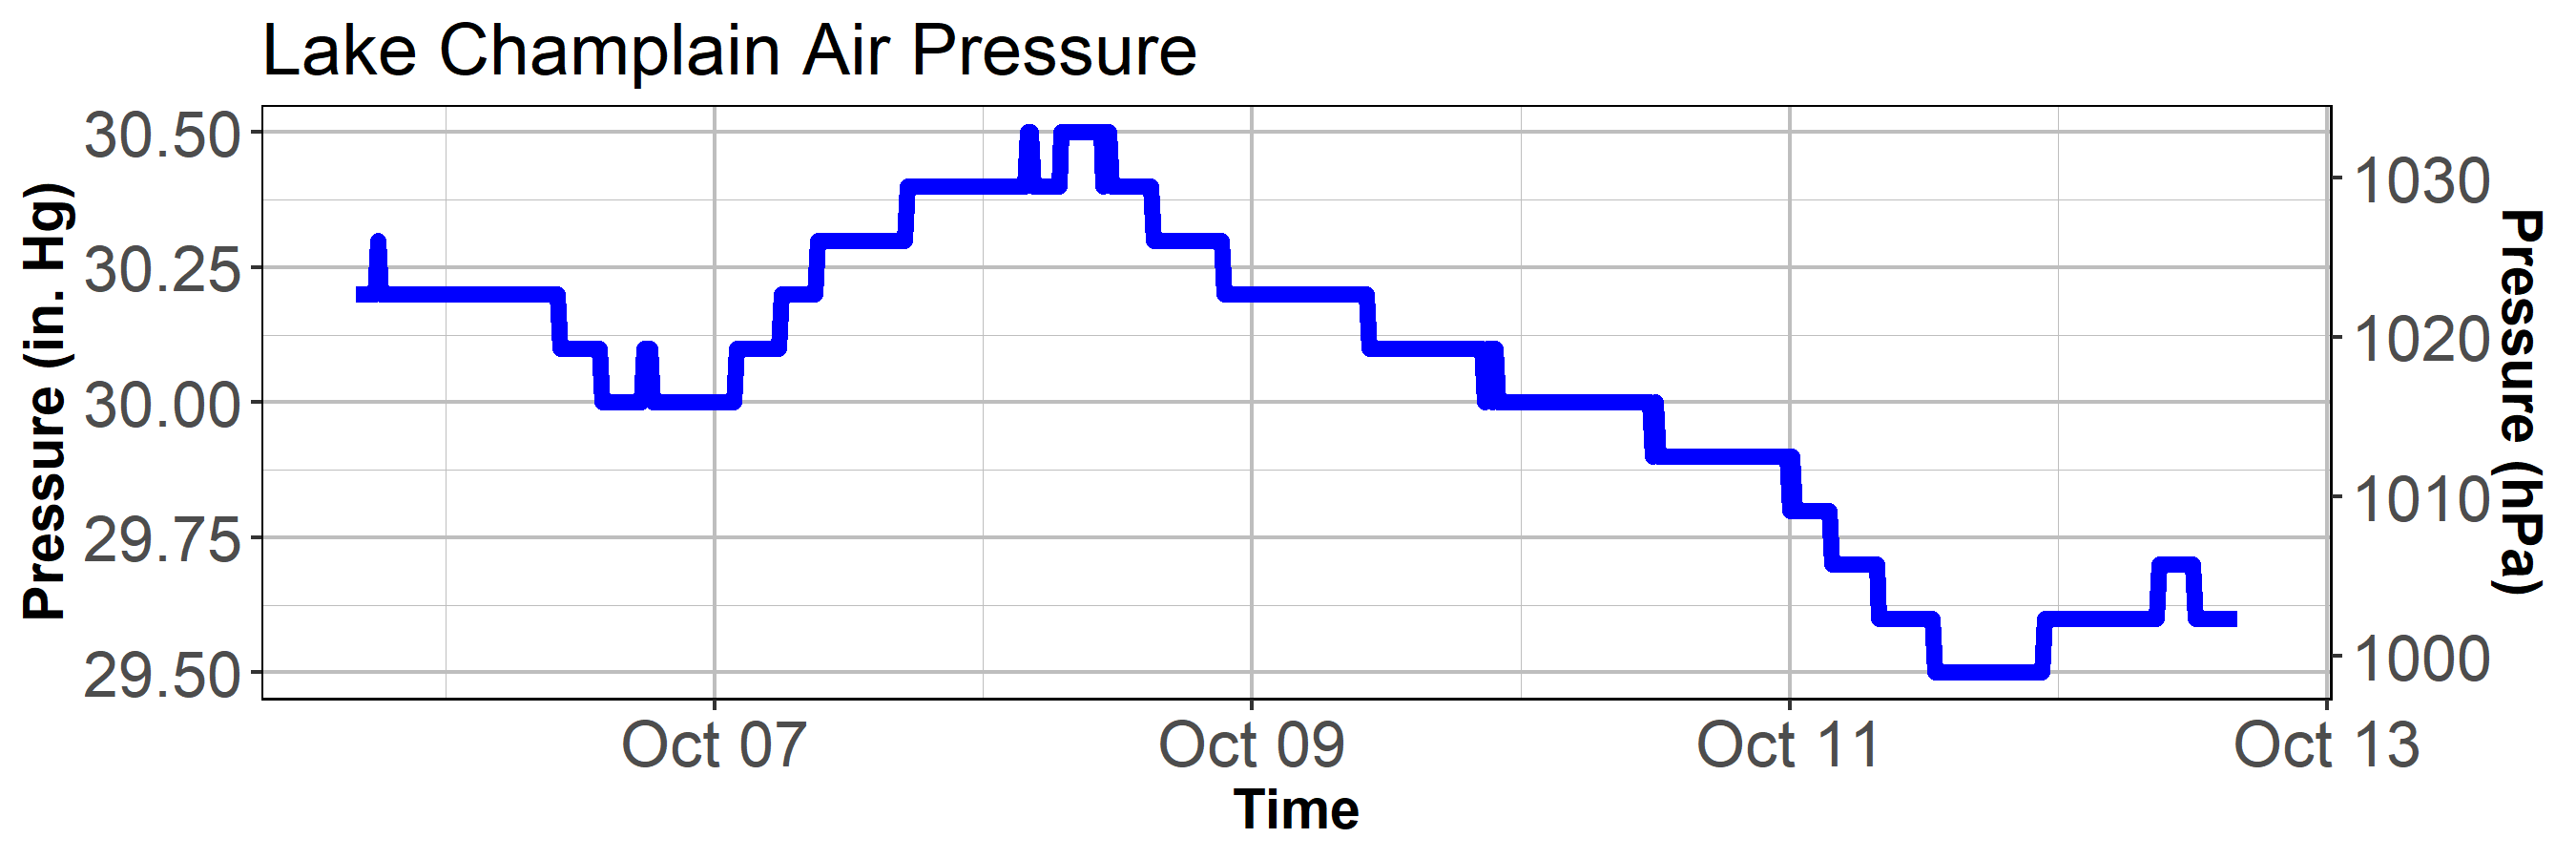 Lake Champlain Air Pressure
Pressure (in. Hg)
30.50
30.25
30.00
29.75
29.50
1030
1020
1010
1000
Pressure (hPa)
Oct 07 Oct 09 Oct 11 Oct 13
Time